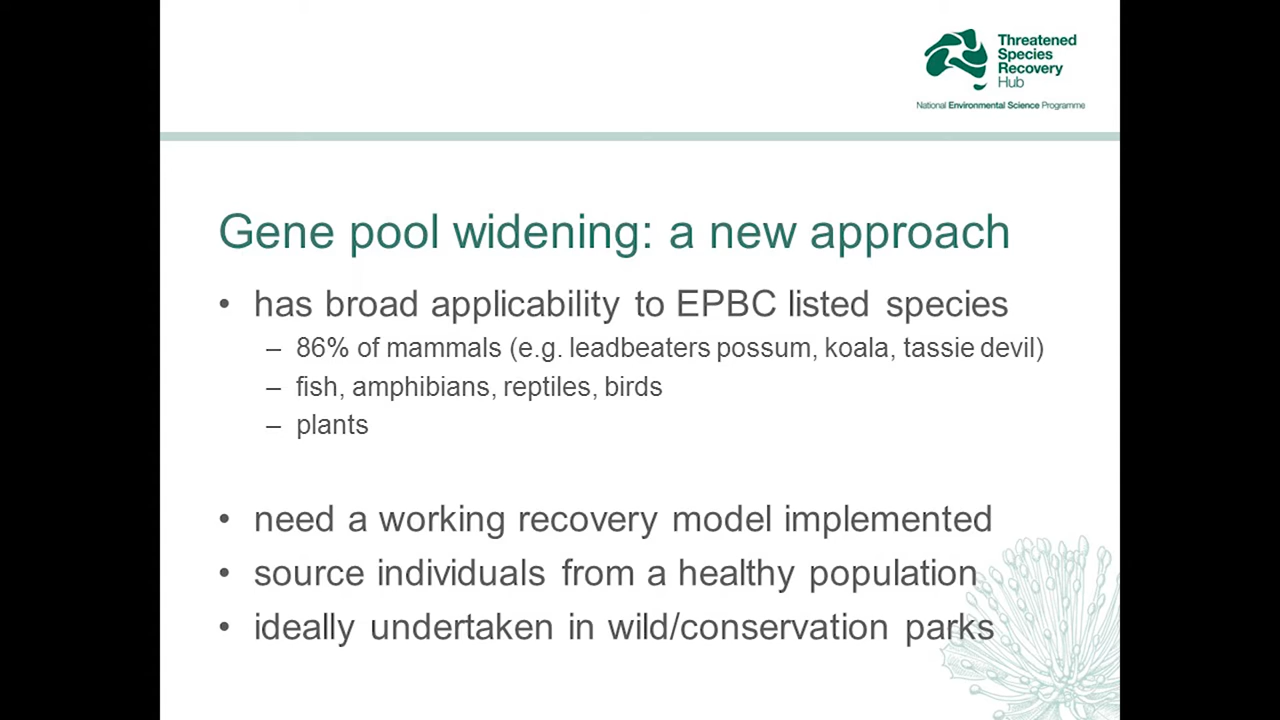 Threatened
Species
Recovery
Hub
National Environmental Science Programme
Gene pool widening: a new approach
• has broad applicability to EPBC listed species
– 86% of mammals (e.g. leadbeaters possum, koala, tassie devil)
– fish, amphibians, reptiles, birds
– plants
• need a working recovery model implemented
• source individuals from a healthy population
• ideally undertaken in wild/conservation parks